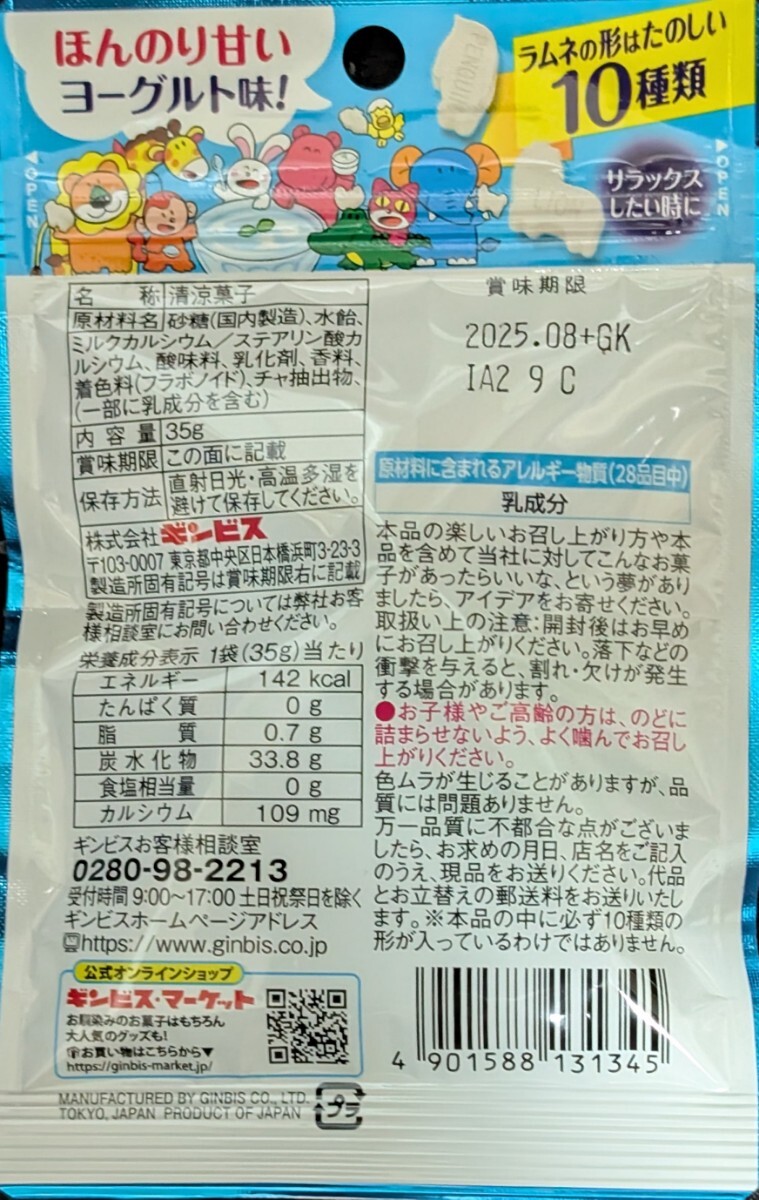 ほんのり甘い
ヨーグルト味!
PENGUIN
ラムネの形はたのしい
10種類
◀OPEN
リラックス
したい時に
▶OPEN
LION
名 称 清涼菓子
原材料名 砂糖(国内製造)、水飴、
ミルクカルシウム/ステアリン酸カ
ルシウム、酸味料、乳化剤、香料、
着色料(フラボノイド)、チャ抽出物、
(一部に乳成分を含む)
内容量 35g
賞味期限 この面に記載
保存方法 直射日光・高温多湿を
避けて保存してください。
株式会社ギンビス
〒103-0007 東京都中央区日本橋浜町3-23-3
製造所固有記号は賞味期限右に記載
製造所固有記号については弊社お客
様相談室にお問い合わせください。
栄養成分表示 1袋(35g)当たり
エネルギー 142 kcal
たんぱく質 0 g
脂 質 0.7 g
炭水化物 33.8 g
食塩相当量 0 g
カルシウム 109 mg
ギンビスお客様相談室
0280-98-2213
受付時間 9:00~17:00 土日祝祭日を除く
ギンビスホームページアドレス
https://www.ginbis.co.jp
公式オンラインショップ
ギンビス・マーケット
お馴染みのお菓子はもちろん
大人気のグッズも!
お買い物はこちらから▼
https://ginbis-market.jp/
MANUFACTURED BY GINBIS CO., LTD.
TOKYO, JAPAN PRODUCT OF JAPAN
プラ
賞味期限
2025.08+GK
IA2 9 C
原材料に含まれるアレルギー物質(28品目中)
乳成分
本品の楽しいお召し上がり方や本
品を含めて当社に対してこんなお菓
子があったらいいな、という夢があり
ましたら、アイデアをお寄せください。
取扱い上の注意:開封後はお早め
にお召し上がりください。落下などの
衝撃を与えると、割れ・欠けが発生
する場合があります。
●お子様やご高齢の方は、のどに
詰まらせないよう、よく噛んでお召し
上がりください。
色ムラが生じることがありますが、品
質には問題ありません。
万一品質に不都合な点がございま
したら、お求めの月日、店名をご記入
のうえ、現品をお送りください。代品
とお立替えの郵送料をお送りいたし
ます。※本品の中に必ず10種類の
形が入っているわけではありません。
4 901588 131345